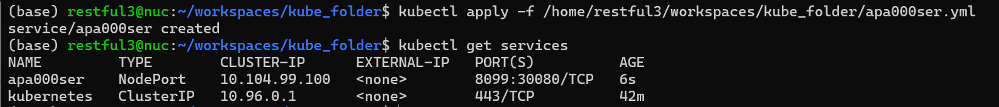 (base) restful3@nuc:~/workspaces/kube_folder$ kubectl apply -f /home/restful3/workspaces/kube_folder/apa000ser.yml
service/apa000ser created
(base) restful3@nuc:~/workspaces/kube_folder$ kubectl get services
NAME         TYPE        CLUSTER-IP      EXTERNAL-IP   PORT(S)          AGE
apa000ser    NodePort    10.104.99.100   <none>        8099:30080/TCP   6s
kubernetes   ClusterIP   10.96.0.1       <none>        443/TCP          42m